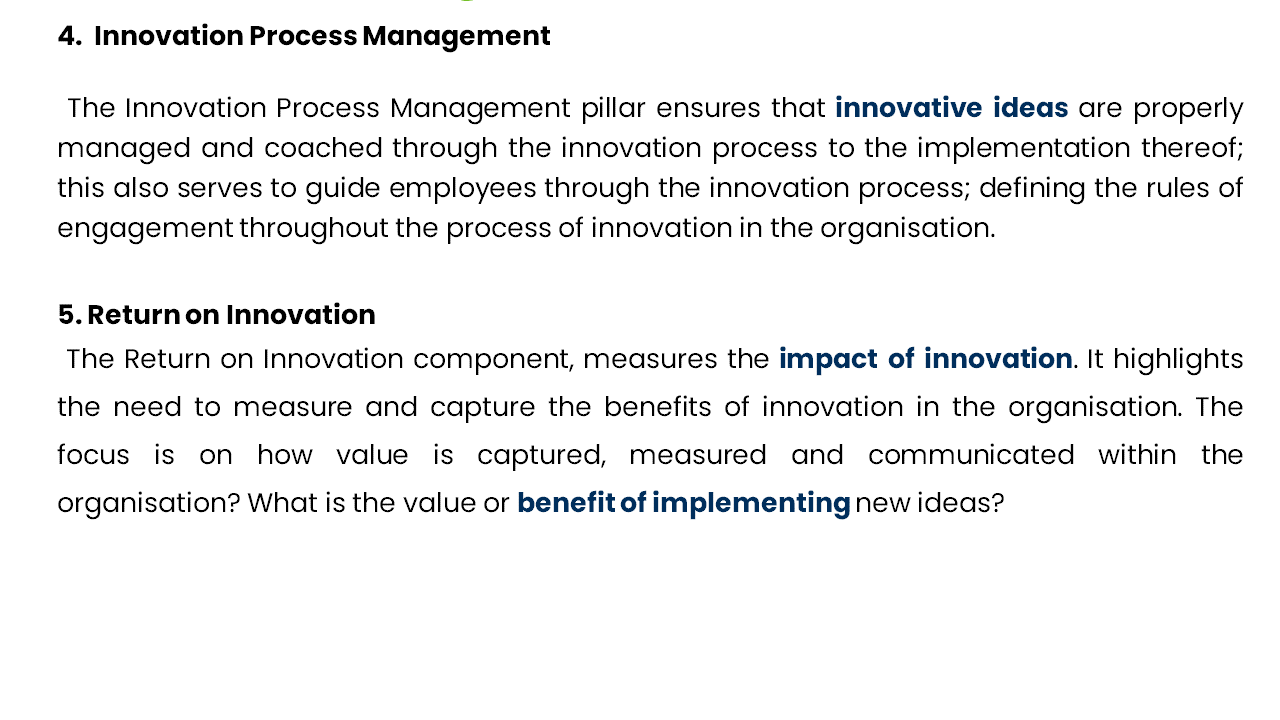 4. Innovation Process Management
The Innovation Process Management pillar ensures that innovative ideas are properly
managed and coached through the innovation process to the implementation thereof;
this also serves to guide employees through the innovation process; defining the rules of
engagement throughout the process of innovation in the organisation.
5. Return on Innovation
The Return on Innovation component, measures the impact of innovation. It highlights
the need to measure and capture the benefits of innovation in the organisation. The
focus is on how value is captured, measured and communicated within the
organisation? What is the value or benefit of implementing new ideas?